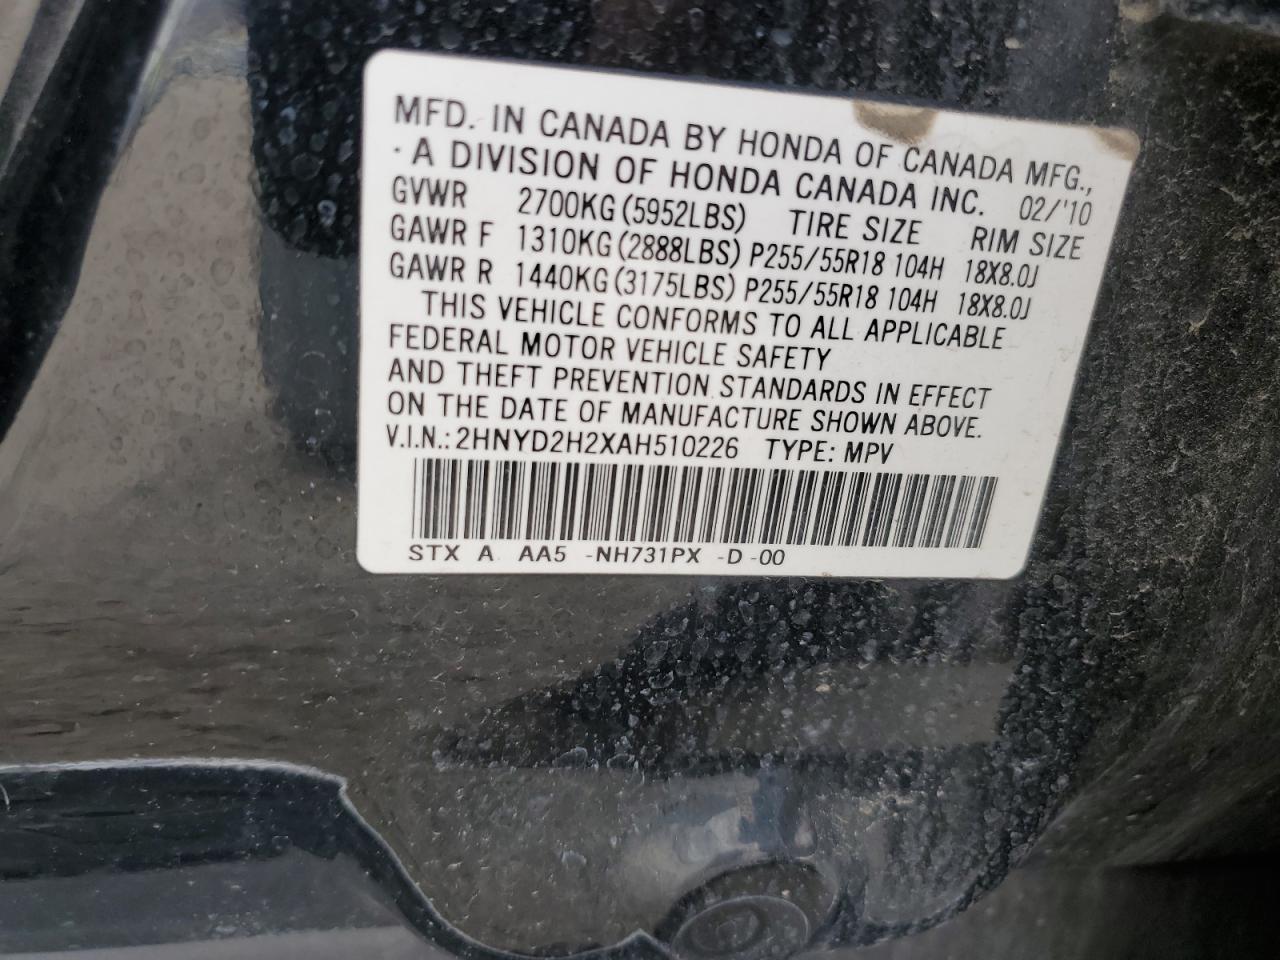 MFD. IN CANADA BY HONDA OF CANADA MFG.,
· A DIVISION OF HONDA CANADA INC. 02/'10
GVWR 2700KG (5952LBS) TIRE SIZE RIM SIZE
GAWR F 1310KG (2888LBS) P255/55R18 104H 18X8.0J
GAWR R 1440KG (3175LBS) P255/55R18 104H 18X8.0J
THIS VEHICLE CONFORMS TO ALL APPLICABLE
FEDERAL MOTOR VEHICLE SAFETY
AND THEFT PREVENTION STANDARDS IN EFFECT
ON THE DATE OF MANUFACTURE SHOWN ABOVE.
V.I.N.: 2HNYD2H2XAH510226 TYPE: MPV
STX A AA5 -NH731PX -D -00